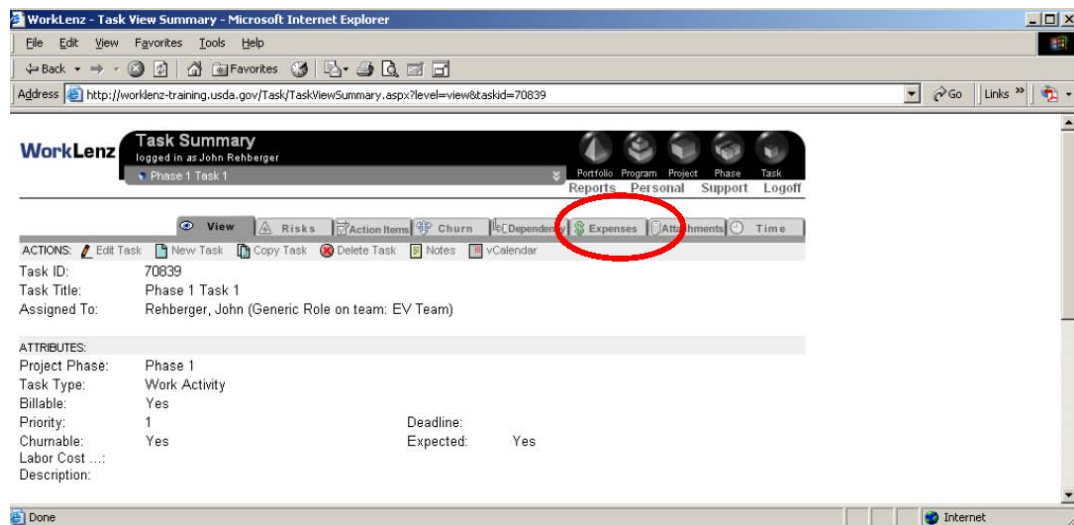 WorkLenz - Task View Summary - Microsoft Internet Explorer
File Edit View Favorites Tools Help
Back Favorites
Address http://worklenz-training.usda.gov/Task/TaskViewSummary.aspx?level=view&taskid=70839 Go Links »
WorkLenz
Task Summary
logged in as John Rehberger
Phase 1 Task 1
Portfolio Program Project Phase Task
Reports Personal Support Logoff
View Risks Action Items Churn Dependency Expenses Attachments Time
ACTIONS: Edit Task New Task Copy Task Delete Task Notes vCalendar
Task ID: 70839
Task Title: Phase 1 Task 1
Assigned To: Rehberger, John (Generic Role on team: EV Team)
ATTRIBUTES:
Project Phase: Phase 1
Task Type: Work Activity
Billable: Yes
Priority: 1 Deadline:
Churnable: Yes Expected: Yes
Labor Cost ...:
Description:
Done Internet